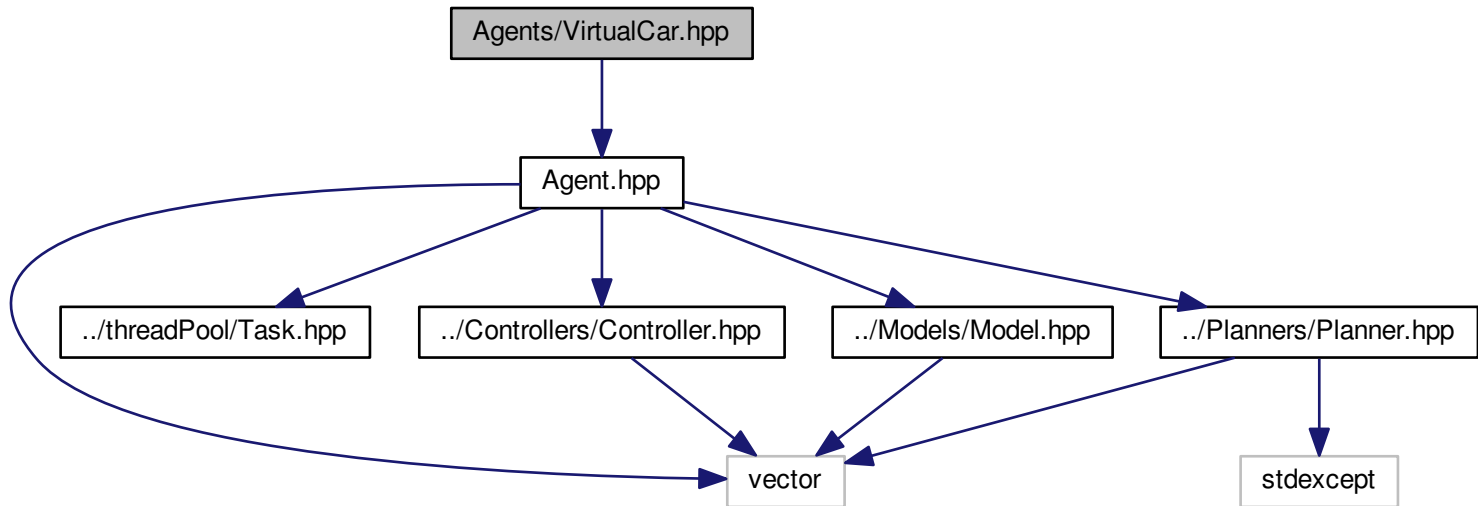 Agents/VirtualCar.hpp
Agent.hpp
../threadPool/Task.hpp
../Controllers/Controller.hpp
../Models/Model.hpp
../Planners/Planner.hpp
vector
stdexcept